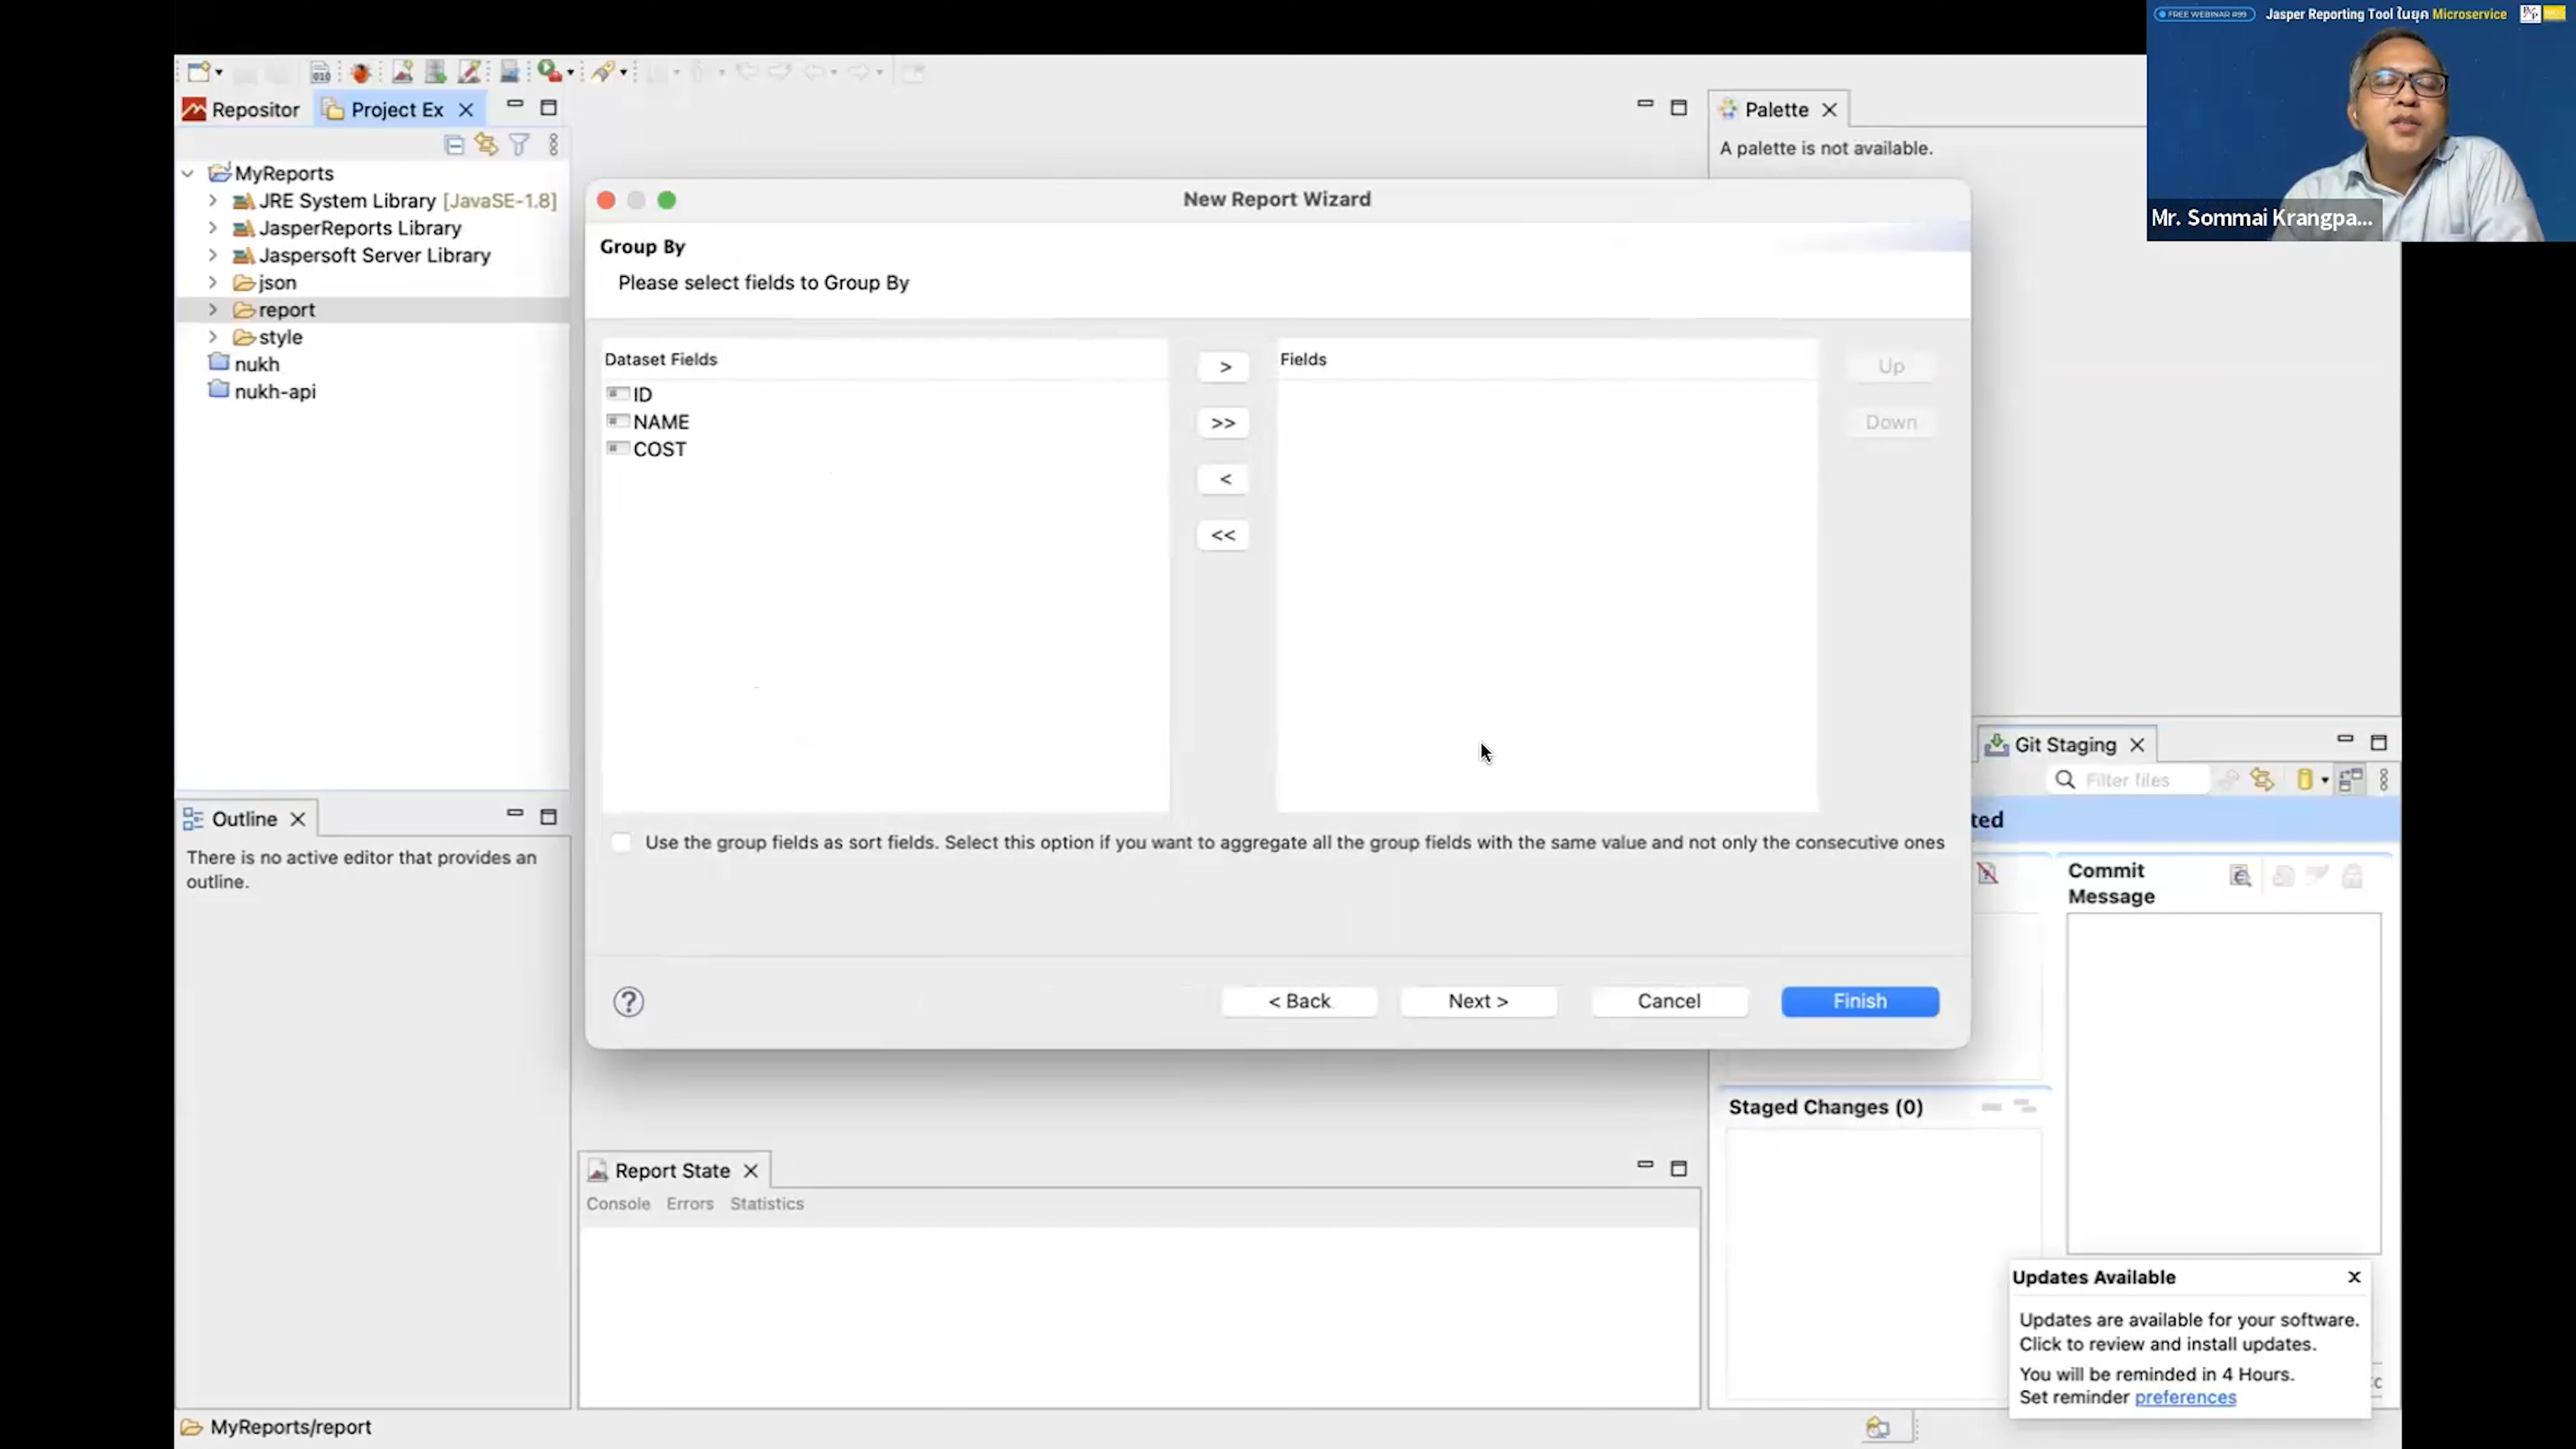 FREE WEBINAR #99 Jasper Reporting Tool ในยุค Microservice
Mr. Sommai Krangpa...
Repositor
Project Ex
Palette
A palette is not available.
MyReports
JRE System Library [JavaSE-1.8]
JasperReports Library
Jaspersoft Server Library
json
report
style
nukh
nukh-api
New Report Wizard
Group By
Please select fields to Group By
Dataset Fields
ID
NAME
COST
>
>>
<
<<
Fields
Up
Down
Use the group fields as sort fields. Select this option if you want to aggregate all the group fields with the same value and not only the consecutive ones
?
< Back
Next >
Cancel
Finish
Outline
There is no active editor that provides an
outline.
Git Staging
Filter files
ted
Commit
Message
Staged Changes (0)
Report State
Console Errors Statistics
Updates Available
Updates are available for your software.
Click to review and install updates.
You will be reminded in 4 Hours.
Set reminder preferences
MyReports/report